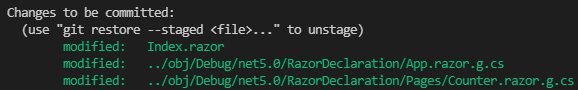 Changes to be committed:
  (use "git restore --staged <file>..." to unstage)
        modified:   Index.razor
        modified:   ../obj/Debug/net5.0/RazorDeclaration/App.razor.g.cs
        modified:   ../obj/Debug/net5.0/RazorDeclaration/Pages/Counter.razor.g.cs